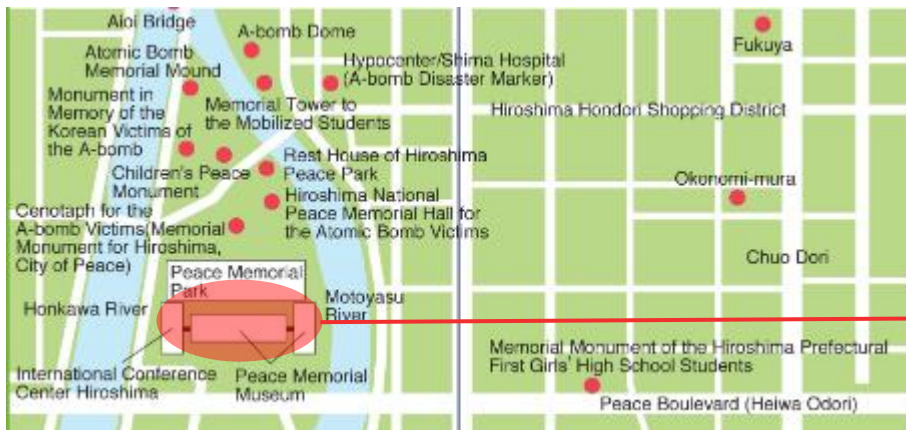 Aioi Bridge
A-bomb Dome
Fukuya
Atomic Bomb
Memorial Mound
Hypocenter/Shima Hospital
(A-bomb Disaster Marker)
Monument in
Memory of the
Korean Victims of
the A-bomb
Memorial Tower to
the Mobilized Students
Hiroshima Hondori Shopping District
Children's Peace
Monument
Rest House of Hiroshima
Peace Park
Okonomi-mura
Hiroshima National
Peace Memorial Hall for
the Atomic Bomb Victims
Cenotaph for the
A-bomb Victims(Memorial
Monument for Hiroshima,
City of Peace)
Chuo Dori
Peace Memorial
Park
Honkawa River
Motoyasu
River
International Conference
Center Hiroshima
Peace Memorial
Museum
Memorial Monument of the Hiroshima Prefectural
First Girls' High School Students
Peace Boulevard (Heiwa Odori)